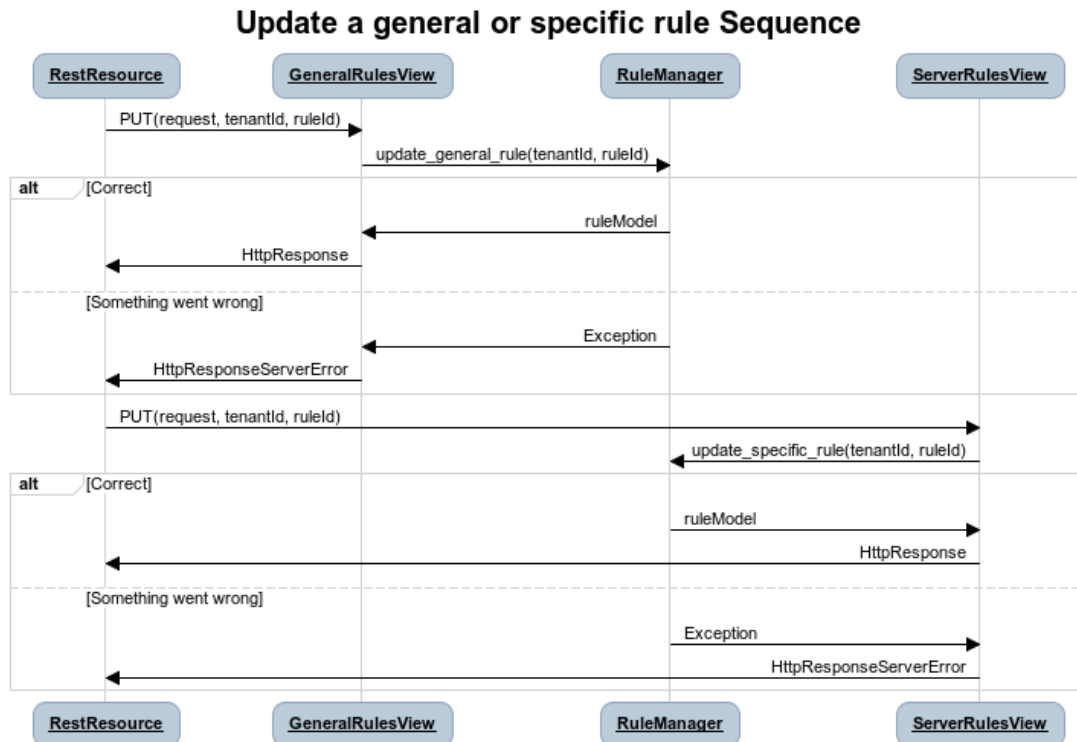 Update a general or specific rule Sequence
RestResource GeneralRulesView RuleManager ServerRulesView
PUT(request, tenantId, ruleId)
update_general_rule(tenantId, ruleId)
alt [Correct]
ruleModel
HttpResponse
[Something went wrong]
Exception
HttpResponseServerError
PUT(request, tenantId, ruleId)
update_specific_rule(tenantId, ruleId)
alt [Correct]
ruleModel
HttpResponse
[Something went wrong]
Exception
HttpResponseServerError
RestResource GeneralRulesView RuleManager ServerRulesView